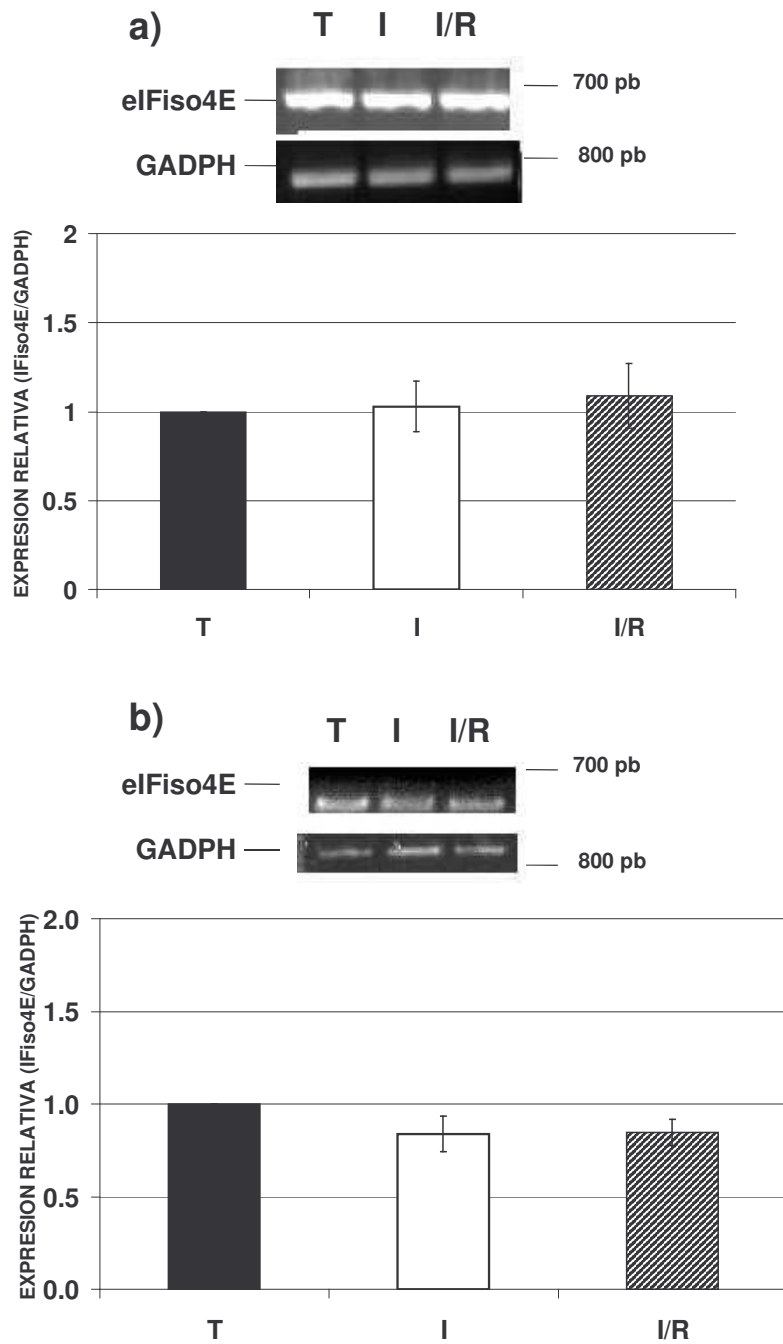 a)
T I I/R
eIFiso4E
700 pb
GADPH
800 pb
EXPRESION RELATIVA (IFiso4E/GADPH)
2
1.5
1
0.5
0
T I I/R
b)
T I I/R
eIFiso4E
700 pb
GADPH
800 pb
EXPRESION RELATIVA (IFiso4E/GADPH)
2.0
1.5
1.0
0.5
0.0
T I I/R